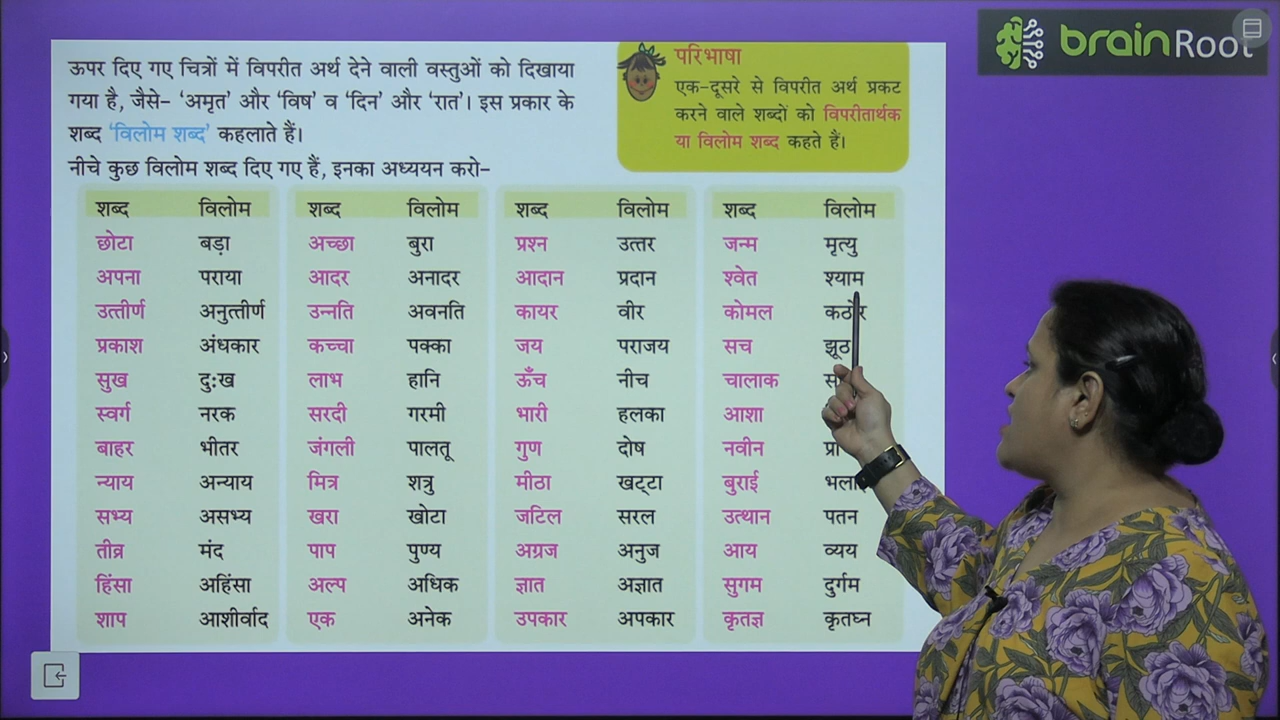 brainRoot
ऊपर दिए गए चित्रों में विपरीत अर्थ देने वाली वस्तुओं को दिखाया
गया है, जैसे- 'अमृत' और 'विष' व 'दिन' और 'रात'। इस प्रकार के
शब्द 'विलोम शब्द' कहलाते हैं।
नीचे कुछ विलोम शब्द दिए गए हैं, इनका अध्ययन करो-
परिभाषा
एक-दूसरे से विपरीत अर्थ प्रकट
करने वाले शब्दों को विपरीतार्थक
या विलोम शब्द कहते हैं।
शब्द विलोम शब्द विलोम शब्द विलोम शब्द विलोम
छोटा बड़ा अच्छा बुरा प्रश्न उत्तर जन्म मृत्यु
अपना पराया आदर अनादर आदान प्रदान श्वेत श्याम
उत्तीर्ण अनुत्तीर्ण उन्नति अवनति कायर वीर कोमल कठोर
प्रकाश अंधकार कच्चा पक्का जय पराजय सच झूठ
सुख दुःख लाभ हानि ऊँच नीच चालाक
स्वर्ग नरक सरदी गरमी भारी हलका आशा
बाहर भीतर जंगली पालतू गुण दोष नवीन
न्याय अन्याय मित्र शत्रु मीठा खट्टा बुराई
सभ्य असभ्य खरा खोटा जटिल सरल उत्थान पतन
तीव्र मंद पाप पुण्य अग्रज अनुज आय व्यय
हिंसा अहिंसा अल्प अधिक ज्ञात अज्ञात सुगम दुर्गम
शाप आशीर्वाद एक अनेक उपकार अपकार कृतज्ञ कृतघ्न